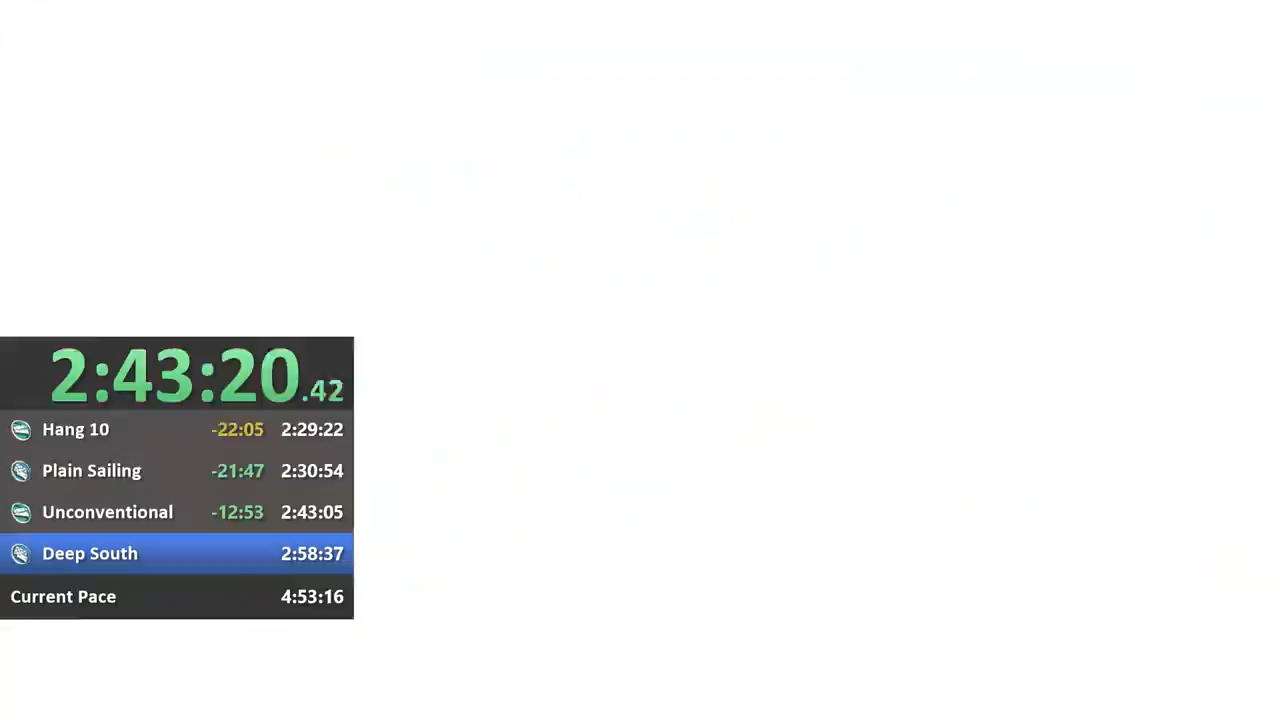 2:43:20.42
Hang 10 -22:05 2:29:22
Plain Sailing -21:47 2:30:54
Unconventional -12:53 2:43:05
Deep South 2:58:37
Current Pace 4:53:16